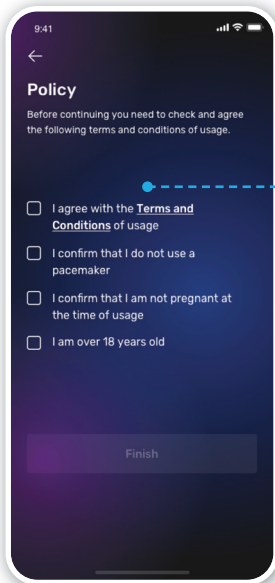 9:41
Policy
Before continuing you need to check and agree
the following terms and conditions of usage.
I agree with the Terms and
Conditions of usage
I confirm that I do not use a
pacemaker
I confirm that I am not pregnant at
the time of usage
I am over 18 years old
Finish